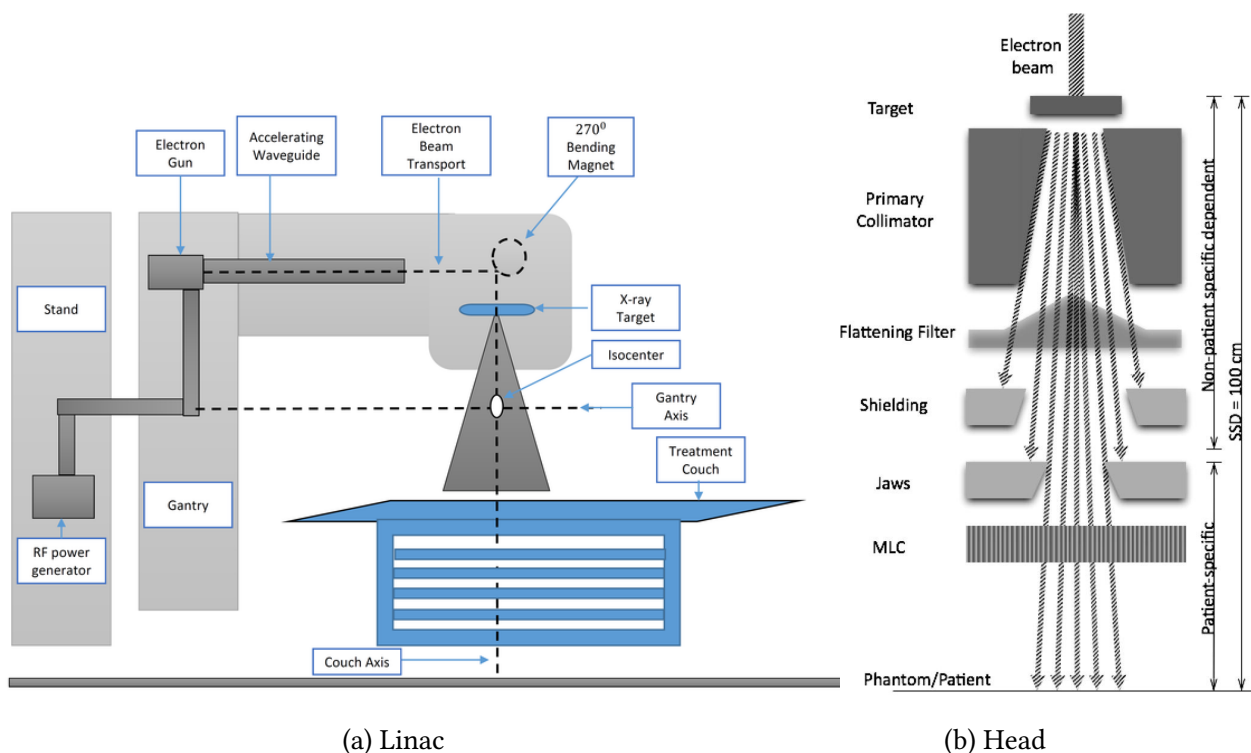 Electron
Gun
Accelerating
Waveguide
Electron
Beam
Transport
270⁰
Bending
Magnet
Stand
X-ray
Target
Isocenter
Gantry
Axis
Treatment
Couch
Gantry
RF power
generator
Couch Axis
(a) Linac
Electron
beam
Target
Primary
Collimator
Flattening Filter
Shielding
Jaws
MLC
Phantom/Patient
Non-patient specific dependent
Patient-specific
SSD = 100 cm
(b) Head